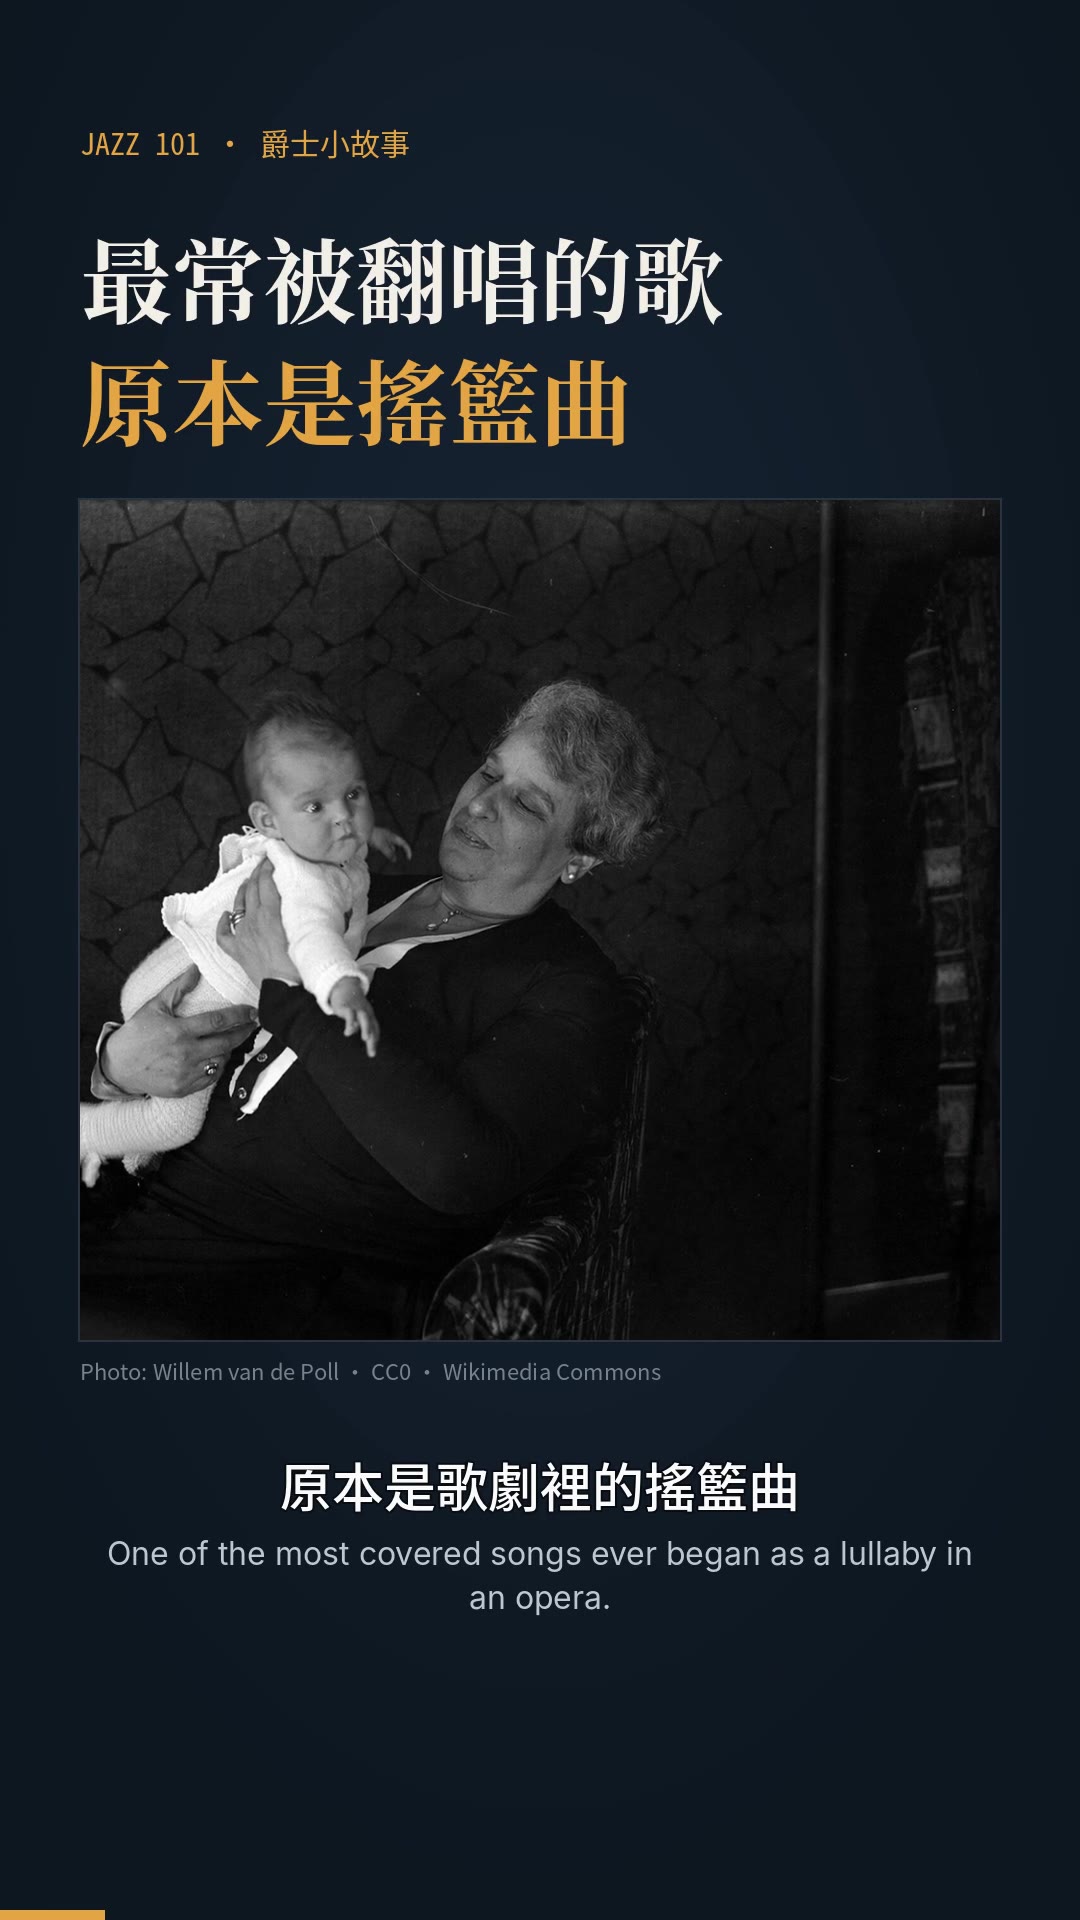 JAZZ 101 • 爵士小故事
最常被翻唱的歌
原本是搖籃曲
Photo: Willem van de Poll • CC0 • Wikimedia Commons
原本是歌劇裡的搖籃曲
One of the most covered songs ever began as a lullaby in
an opera.